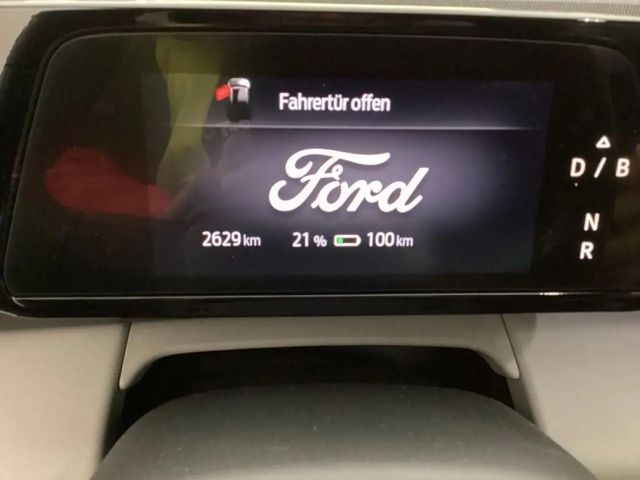 Fahrertür offen
Ford
2629 km 21 % 100 km
D / B
N
R